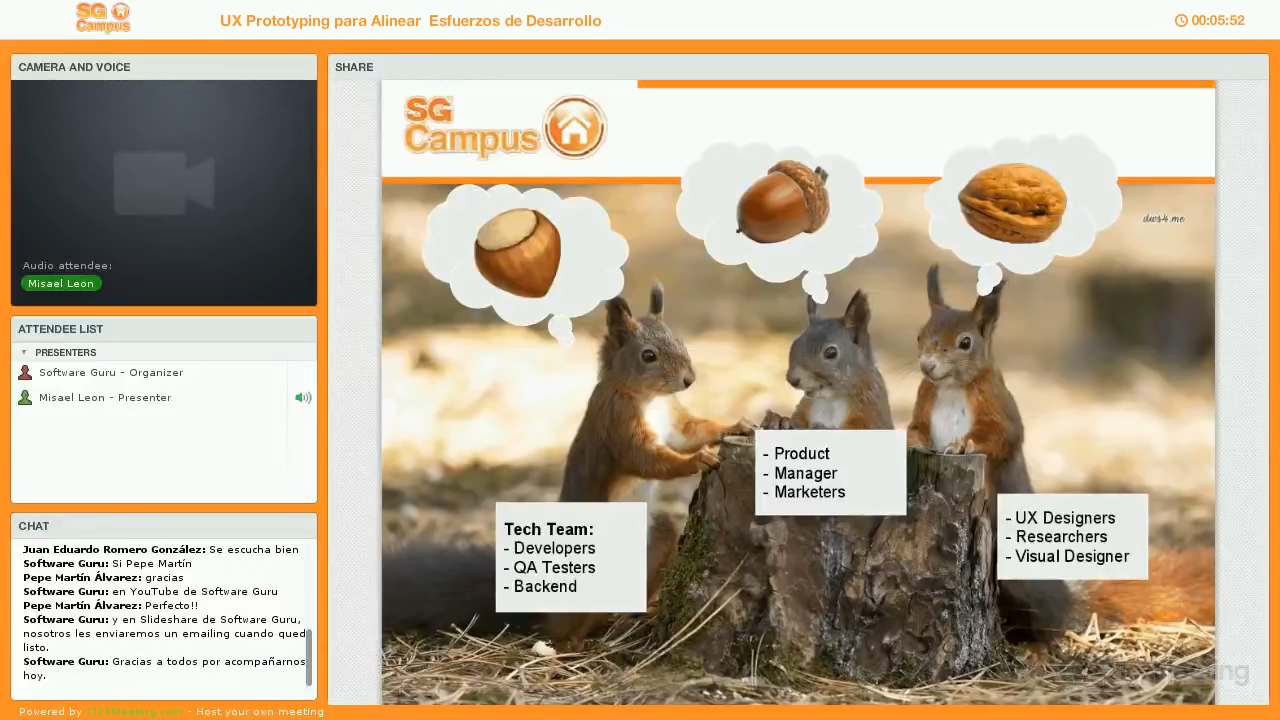 SG
Campus
UX Prototyping para Alinear Esfuerzos de Desarrollo
00:05:52
CAMERA AND VOICE
Audio attendee:
Misael Leon
ATTENDEE LIST
PRESENTERS
Software Guru - Organizer
Misael Leon - Presenter
CHAT
Juan Eduardo Romero González: Se escucha bien
Software Guru: Si Pepe Martín
Pepe Martín Álvarez: gracias
Software Guru: en YouTube de Software Guru
Pepe Martín Álvarez: Perfecto!!
Software Guru: y en Slideshare de Software Guru,
nosotros les enviaremos un emailing cuando qued
listo.
Software Guru: Gracias a todos por acompañarnos
hoy.
Powered by ClickMeeting.com - Host your own meeting
SHARE
SG
Campus
Tech Team:
- Developers
- QA Testers
- Backend
- Product
- Manager
- Marketers
- UX Designers
- Researchers
- Visual Designer